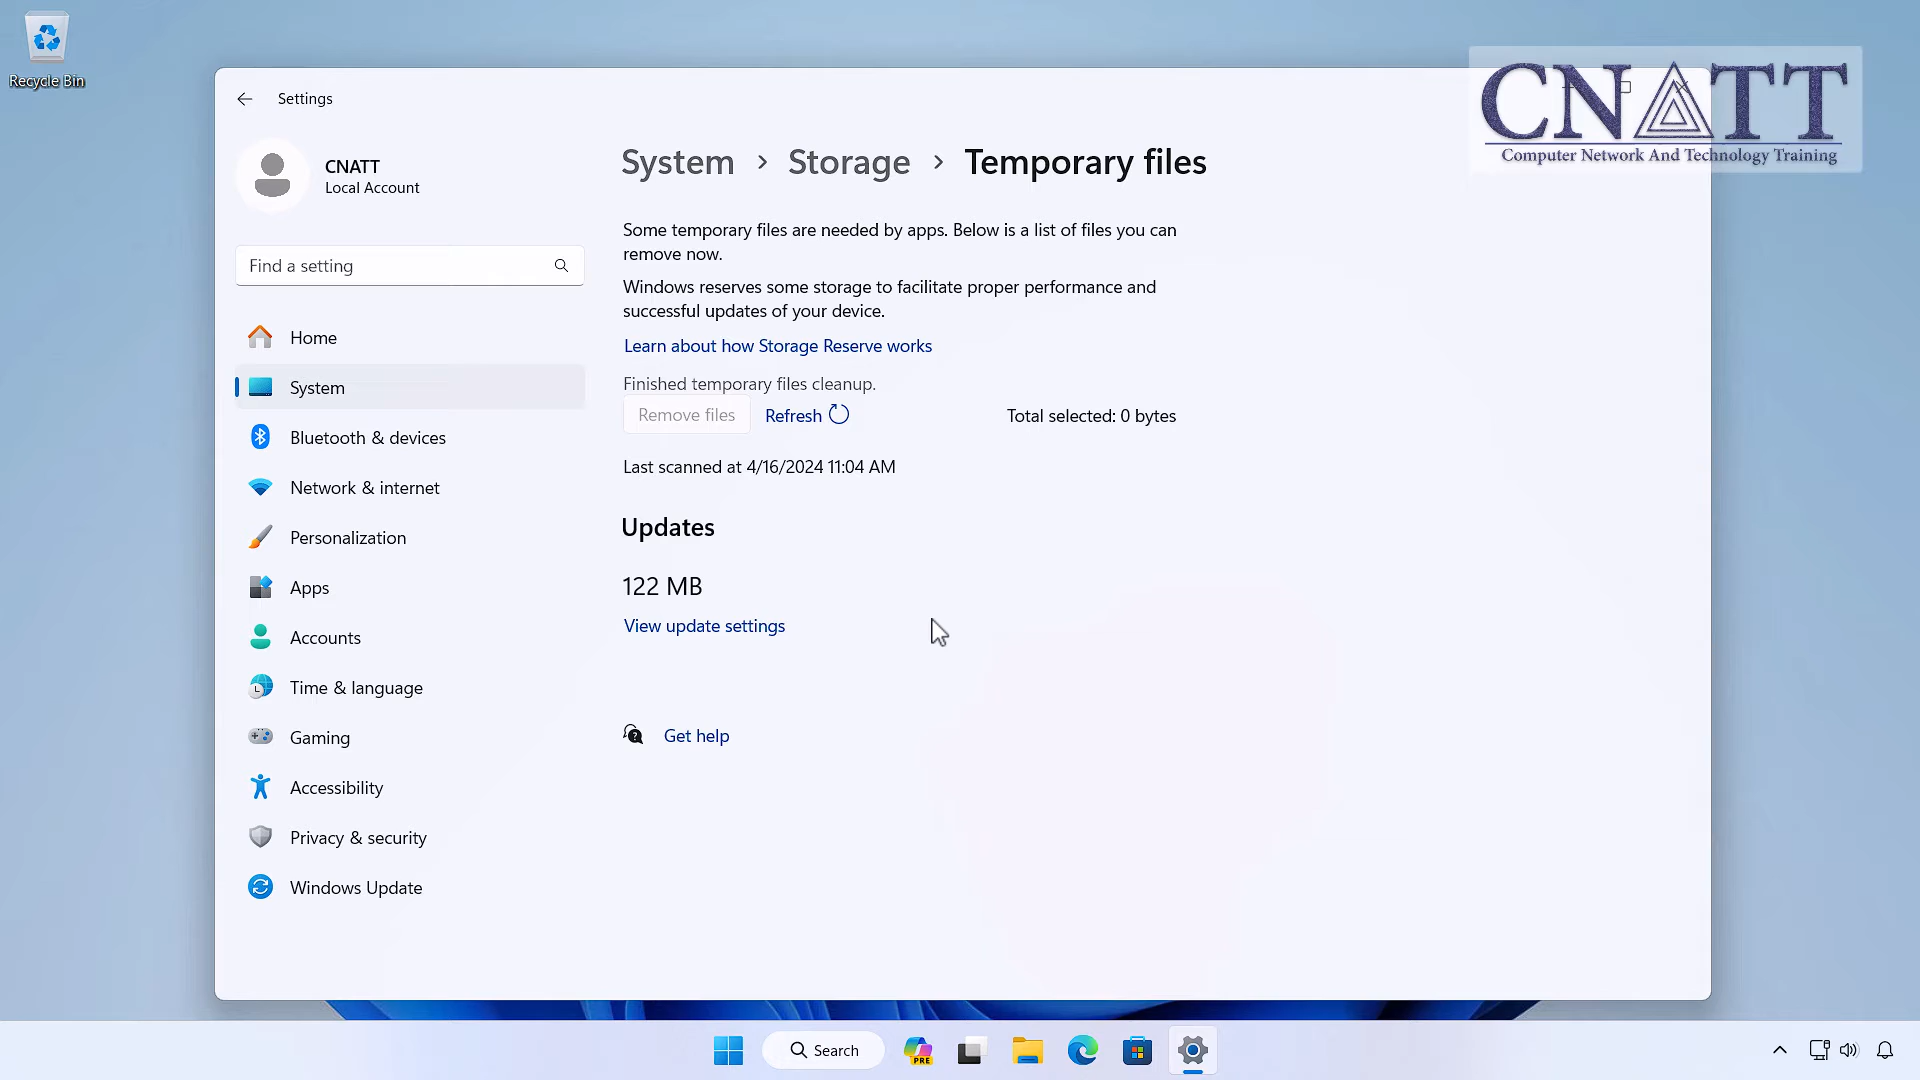 Recycle Bin
Settings
CNATT
Computer Network And Technology Training
CNATT
Local Account
Find a setting
Home
System
Bluetooth & devices
Network & internet
Personalization
Apps
Accounts
Time & language
Gaming
Accessibility
Privacy & security
Windows Update
System > Storage > Temporary files
Some temporary files are needed by apps. Below is a list of files you can
remove now.
Windows reserves some storage to facilitate proper performance and
successful updates of your device.
Learn about how Storage Reserve works
Finished temporary files cleanup.
Remove files Refresh Total selected: 0 bytes
Last scanned at 4/16/2024 11:04 AM
Updates
122 MB
View update settings
Get help
Search
PRE